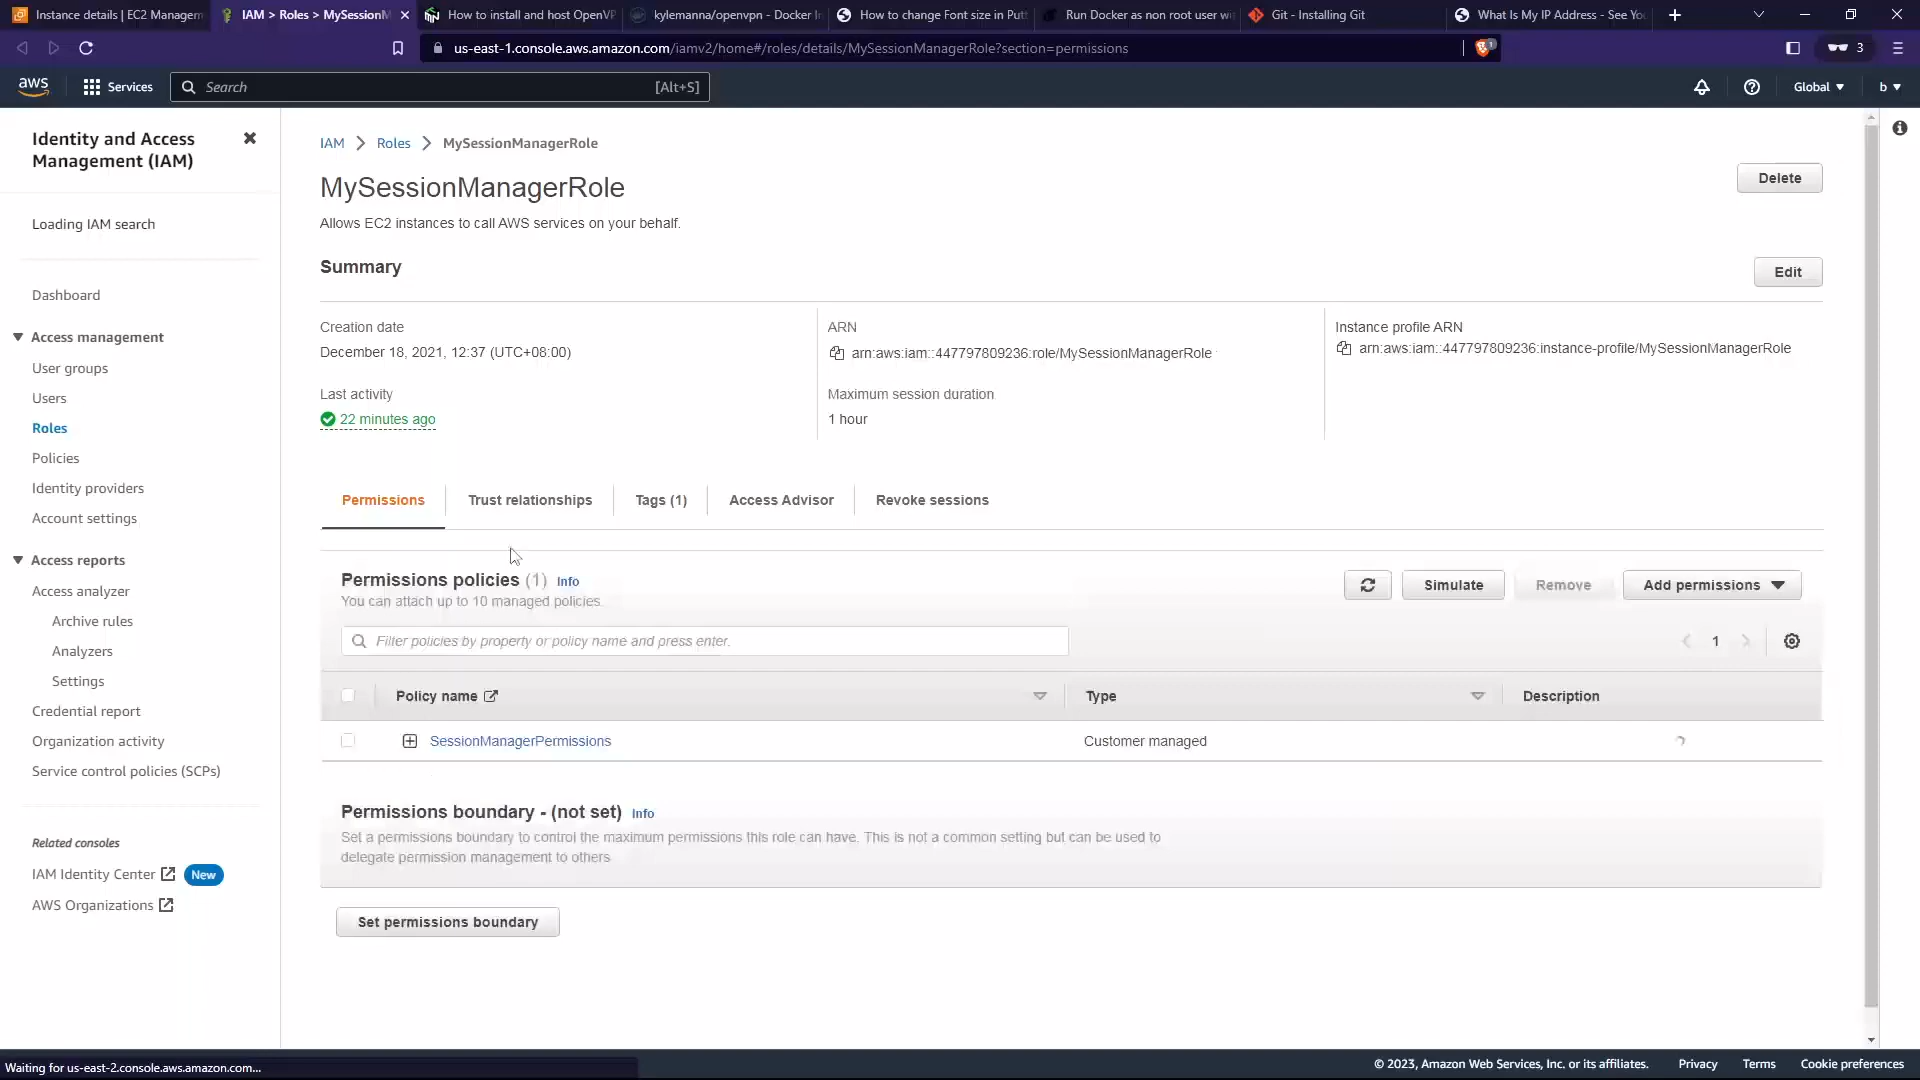 Instance details | EC2 Managem
IAM > Roles > MySessionM
How to install and host OpenVP
kylemanna/openvpn - Docker In
How to change Font size in Putt
Run Docker as non root user wi
Git - Installing Git
What Is My IP Address - See Yo
us-east-1.console.aws.amazon.com/iamv2/home#/roles/details/MySessionManagerRole?section=permissions
1
3
aws
Services
Search
[Alt+S]
Global
b
Identity and Access
Management (IAM)
Loading IAM search
Dashboard
Access management
User groups
Users
Roles
Policies
Identity providers
Account settings
Access reports
Access analyzer
Archive rules
Analyzers
Settings
Credential report
Organization activity
Service control policies (SCPs)
Related consoles
IAM Identity Center
New
AWS Organizations
IAM > Roles > MySessionManagerRole
MySessionManagerRole
Delete
Allows EC2 instances to call AWS services on your behalf.
Summary
Edit
Creation date
December 18, 2021, 12:37 (UTC+08:00)
Last activity
22 minutes ago
ARN
arn:aws:iam::447797809236:role/MySessionManagerRole
Maximum session duration
1 hour
Instance profile ARN
arn:aws:iam::447797809236:instance-profile/MySessionManagerRole
Permissions
Trust relationships
Tags (1)
Access Advisor
Revoke sessions
Permissions policies (1) Info
You can attach up to 10 managed policies.
Simulate
Remove
Add permissions
Filter policies by property or policy name and press enter.
1
Policy name
Type
Description
SessionManagerPermissions
Customer managed
Permissions boundary - (not set) Info
Set a permissions boundary to control the maximum permissions this role can have. This is not a common setting but can be used to
delegate permission management to others
Set permissions boundary
Waiting for us-east-2.console.aws.amazon.com...
© 2023, Amazon Web Services, Inc. or its affiliates.
Privacy
Terms
Cookie preferences